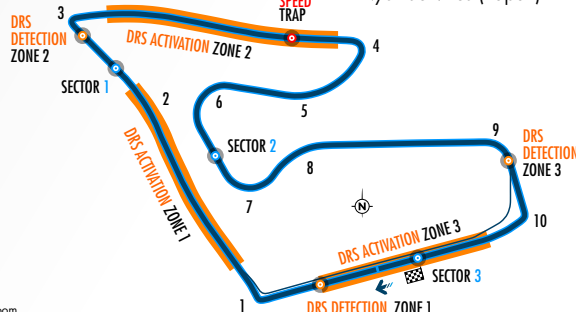 SPEED
TRAP
3
DRS
DETECTION
ZONE 2
DRS ACTIVATION ZONE 2
4
SECTOR 1
2
6
5
9
DRS
DETECTION
ZONE 3
SECTOR 2
8
7
DRS ACTIVATION ZONE 1
N
10
DRS ACTIVATION ZONE 3
SECTOR 3
1
DRS DETECTION ZONE 1